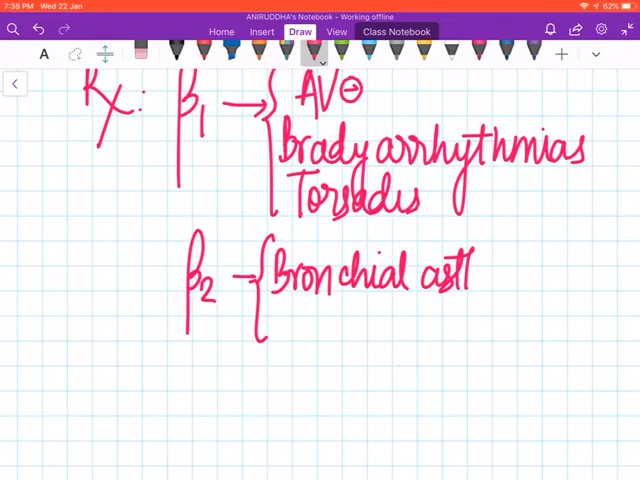 7:35 PM Wed 22 Jan
62%
ANIRUDDHA's Notebook - Working offline
Home Insert Draw View Class Notebook
A
Rx: β1 → { AV⊖
Brady arrhythmias
Torsades
β2 → { Bronchial asth